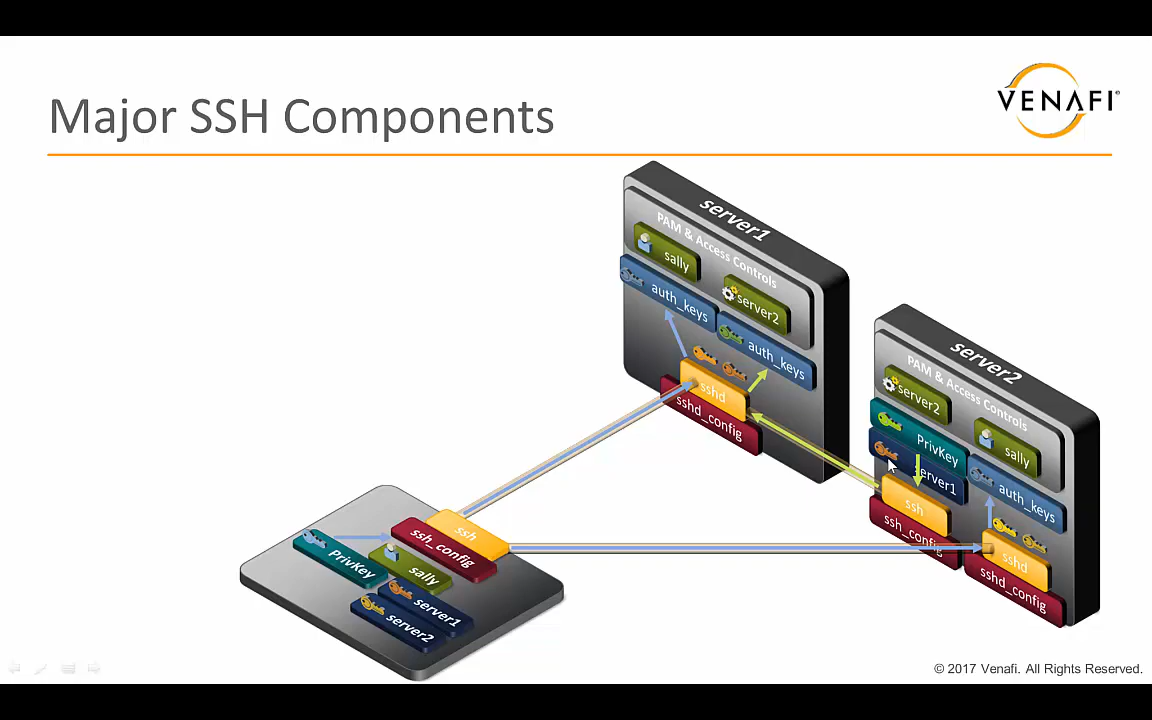 Major SSH Components
VENAFI®
server1
PAM & Access Controls
sally
auth_keys
server2
auth_keys
sshd
sshd_config
server2
PAM & Access Controls
server2
PrivKey
server1
ssh
ssh_config
sally
auth_keys
sshd
sshd_config
ssh
ssh_config
PrivKey
sally
server1
server2
© 2017 Venafi. All Rights Reserved.